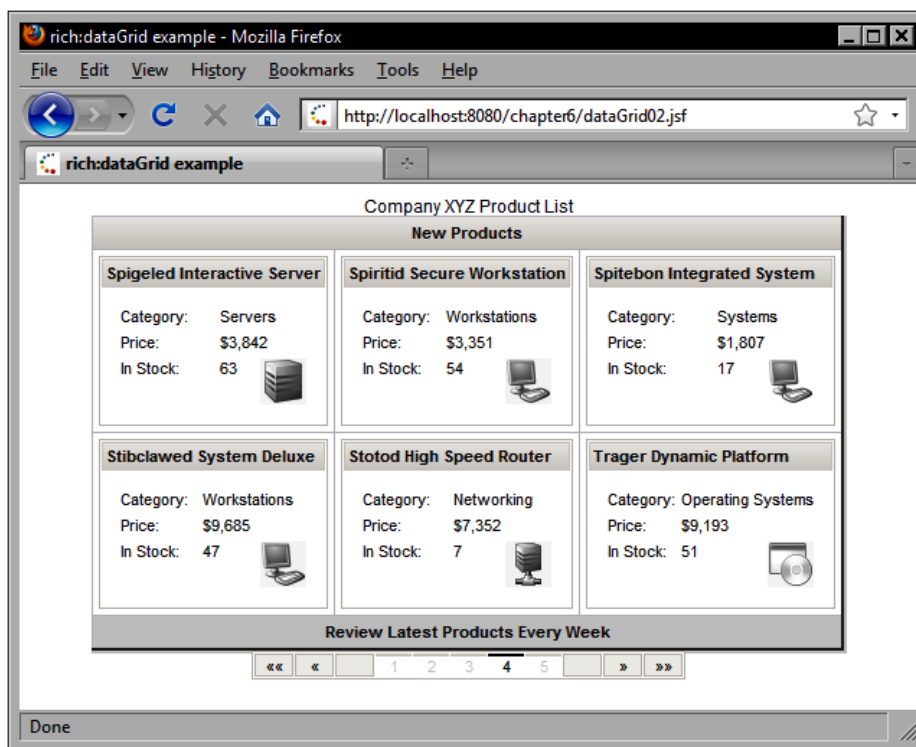 rich:dataGrid example - Mozilla Firefox
File Edit View History Bookmarks Tools Help
http://localhost:8080/chapter6/dataGrid02.jsf
rich:dataGrid example
Company XYZ Product List
New Products
Spigeled Interactive Server
Category: Servers
Price: $3,842
In Stock: 63
Spiritid Secure Workstation
Category: Workstations
Price: $3,351
In Stock: 54
Spitebon Integrated System
Category: Systems
Price: $1,807
In Stock: 17
Stibclawed System Deluxe
Category: Workstations
Price: $9,685
In Stock: 47
Stotod High Speed Router
Category: Networking
Price: $7,352
In Stock: 7
Trager Dynamic Platform
Category: Operating Systems
Price: $9,193
In Stock: 51
Review Latest Products Every Week
«« « 1 2 3 4 5 » »»
Done